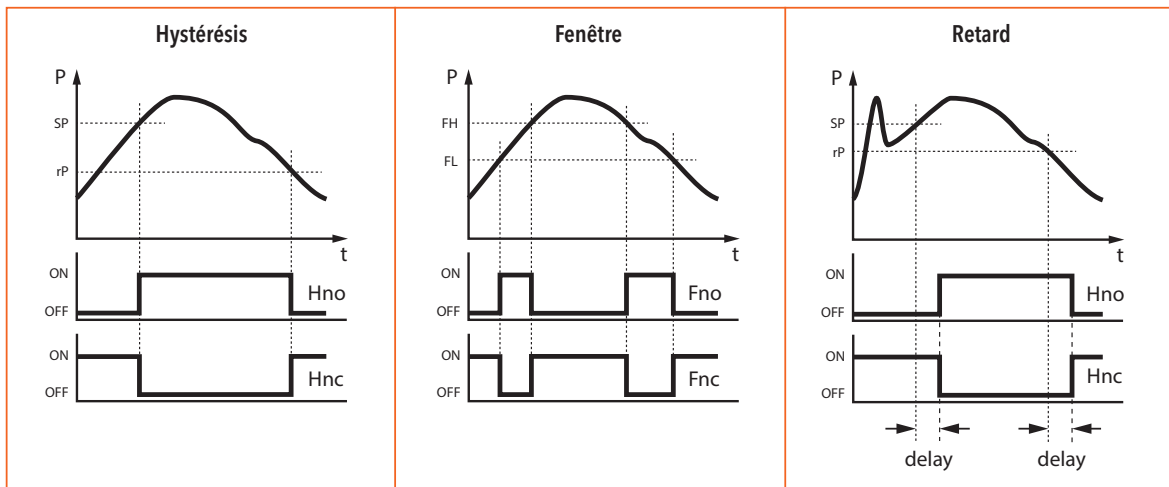 Hystérésis
P
SP
rP
t
ON
OFF
Hno
ON
OFF
Hnc
Fenêtre
P
FH
FL
t
ON
OFF
Fno
ON
OFF
Fnc
Retard
P
SP
rP
t
ON
OFF
Hno
ON
OFF
Hnc
delay delay